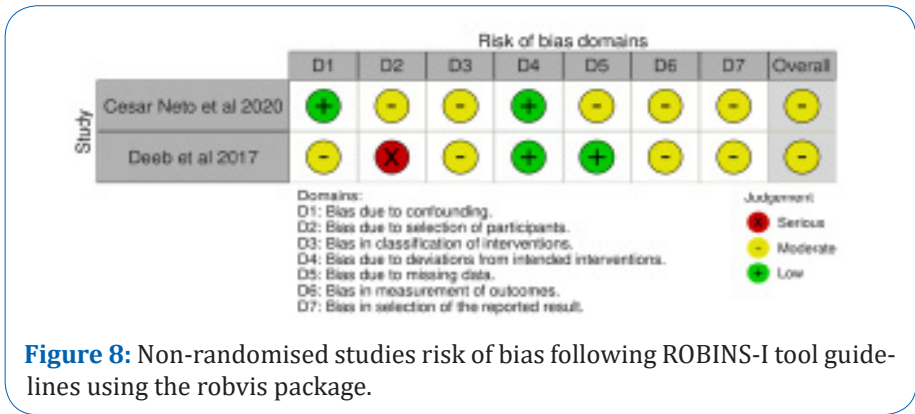 Risk of bias domains
D1 D2 D3 D4 D5 D6 D7 Overall
Study
Cesar Neto et al 2020 + - - + - - - -
Deeb et al 2017 - X - + + - - -
Domains:
D1: Bias due to confounding.
D2: Bias due to selection of participants.
D3: Bias in classification of interventions.
D4: Bias due to deviations from intended interventions.
D5: Bias due to missing data.
D6: Bias in measurement of outcomes.
D7: Bias in selection of the reported result.
Judgement
X Serious
- Moderate
+ Low
Figure 8: Non-randomised studies risk of bias following ROBINS-I tool guide-
lines using the robvis package.